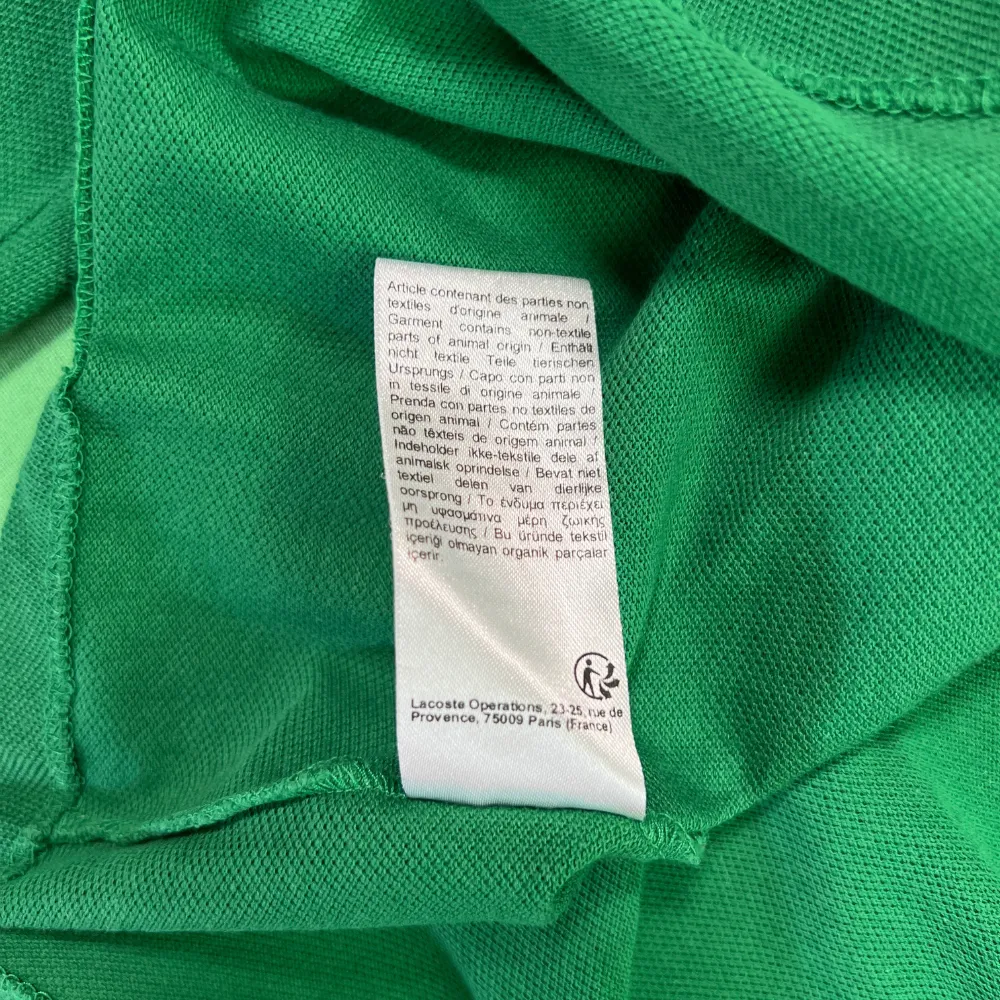 Article contenant des parties non
textiles d'origine animale /
Garment contains non-textile
parts of animal origin / Enthält
nicht textile Teile tierischen
Ursprungs / Capo con parti non
in tessile di origine animale /
Prenda con partes no textiles de
origen animal / Contém partes
não têxteis de origem animal /
Indeholder ikke-tekstile dele af
animalsk oprindelse / Bevat niet
textiel delen van dierlijke
oorsprong / Το ένδυμα περιέχει
μη υφασμάτινα μέρη ζωικής
προέλευσης / Bu üründe tekstil
içeriği olmayan organik parçalar
içerir.
Lacoste Operations, 23-25, rue de
Provence, 75009 Paris (France)